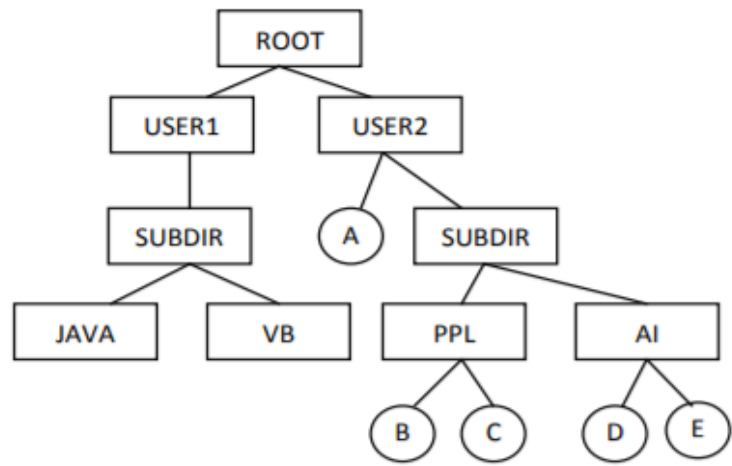 ROOT
USER1 USER2
SUBDIR A SUBDIR
JAVA VB PPL AI
B C D E